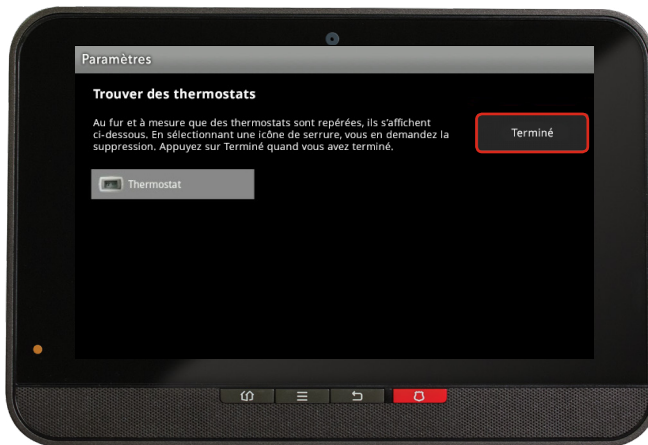 Paramètres
Trouver des thermostats
Au fur et à mesure que des thermostats sont repérées, ils s’affichent
ci-dessous. En sélectionnant une icône de serrure, vous en demandez la
suppression. Appuyez sur Terminé quand vous avez terminé.
Terminé
Thermostat